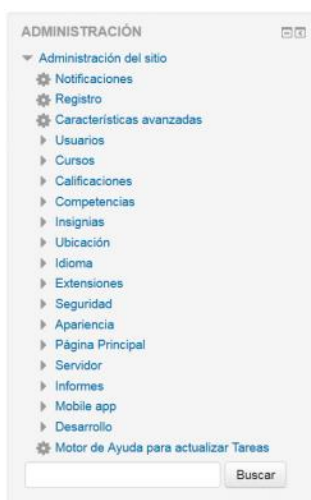 ADMINISTRACIÓN
Administración del sitio
Notificaciones
Registro
Características avanzadas
Usuarios
Cursos
Calificaciones
Competencias
Insignias
Ubicación
Idioma
Extensiones
Seguridad
Apariencia
Página Principal
Servidor
Informes
Mobile app
Desarrollo
Motor de Ayuda para actualizar Tareas
Buscar